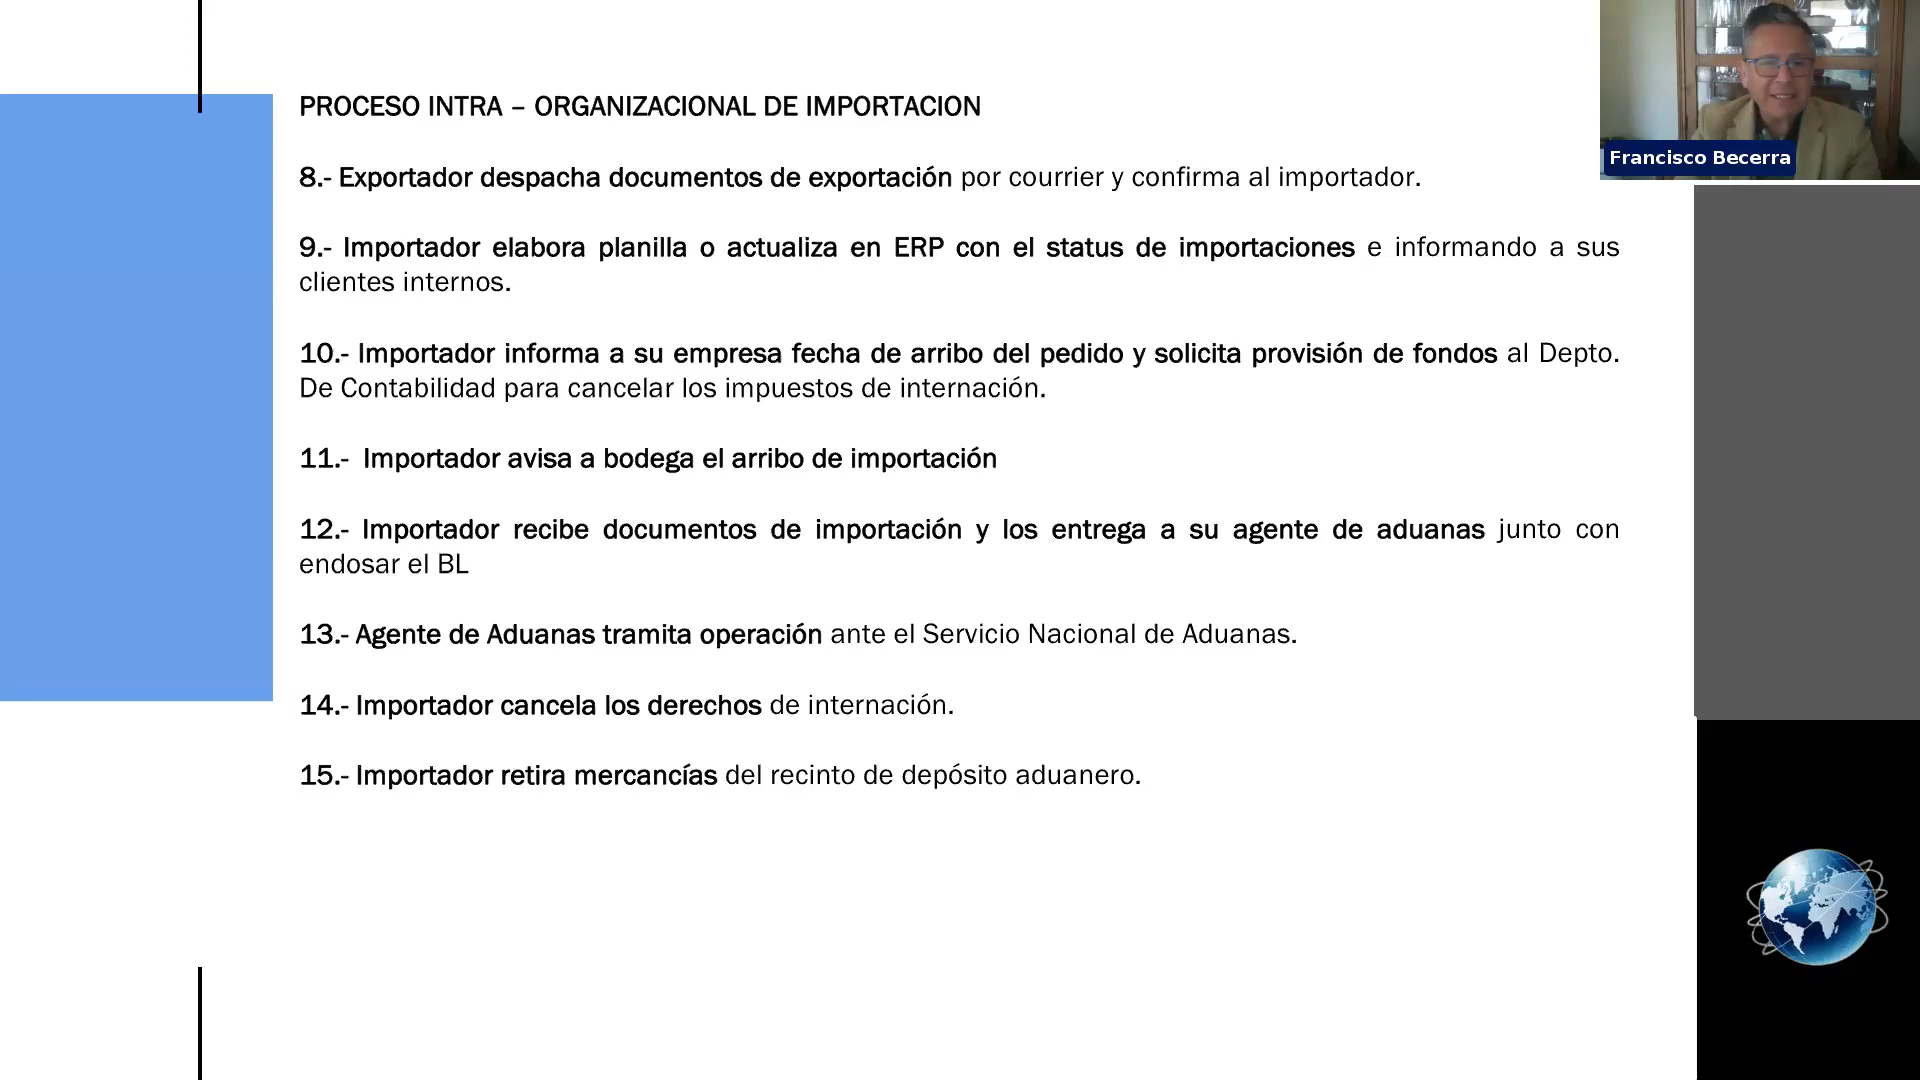 PROCESO INTRA – ORGANIZACIONAL DE IMPORTACION
8.- Exportador despacha documentos de exportación por courrier y confirma al importador.
9.- Importador elabora planilla o actualiza en ERP con el status de importaciones e informando a sus
clientes internos.
10.- Importador informa a su empresa fecha de arribo del pedido y solicita provisión de fondos al Depto.
De Contabilidad para cancelar los impuestos de internación.
11.- Importador avisa a bodega el arribo de importación
12.- Importador recibe documentos de importación y los entrega a su agente de aduanas junto con
endosar el BL
13.- Agente de Aduanas tramita operación ante el Servicio Nacional de Aduanas.
14.- Importador cancela los derechos de internación.
15.- Importador retira mercancías del recinto de depósito aduanero.
Francisco Becerra